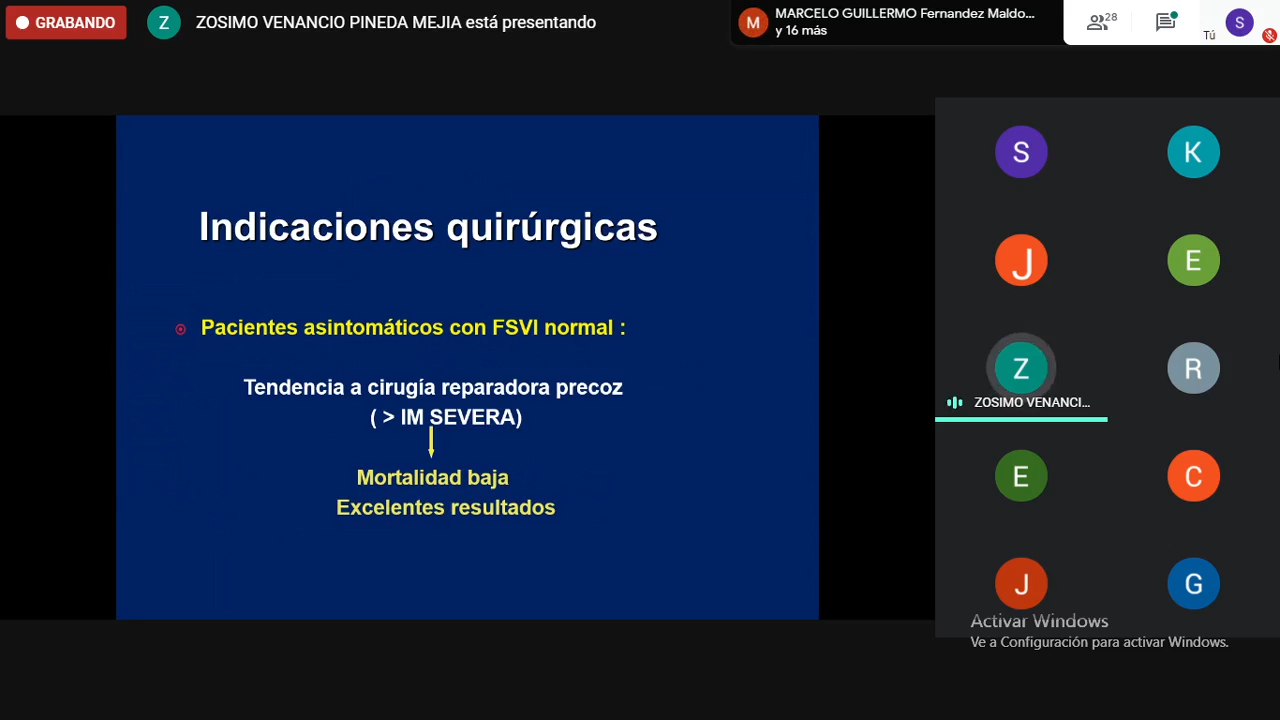 GRABANDO
Z
ZOSIMO VENANCIO PINEDA MEJIA está presentando
M
MARCELO GUILLERMO Fernandez Maldo...
y 16 más
28
Tú
S
Indicaciones quirúrgicas
Pacientes asintomáticos con FSVI normal :
Tendencia a cirugía reparadora precoz
( > IM SEVERA)
Mortalidad baja
Excelentes resultados
S
K
J
E
Z
R
ZOSIMO VENANCI...
E
C
J
G
Activar Windows
Ve a Configuración para activar Windows.